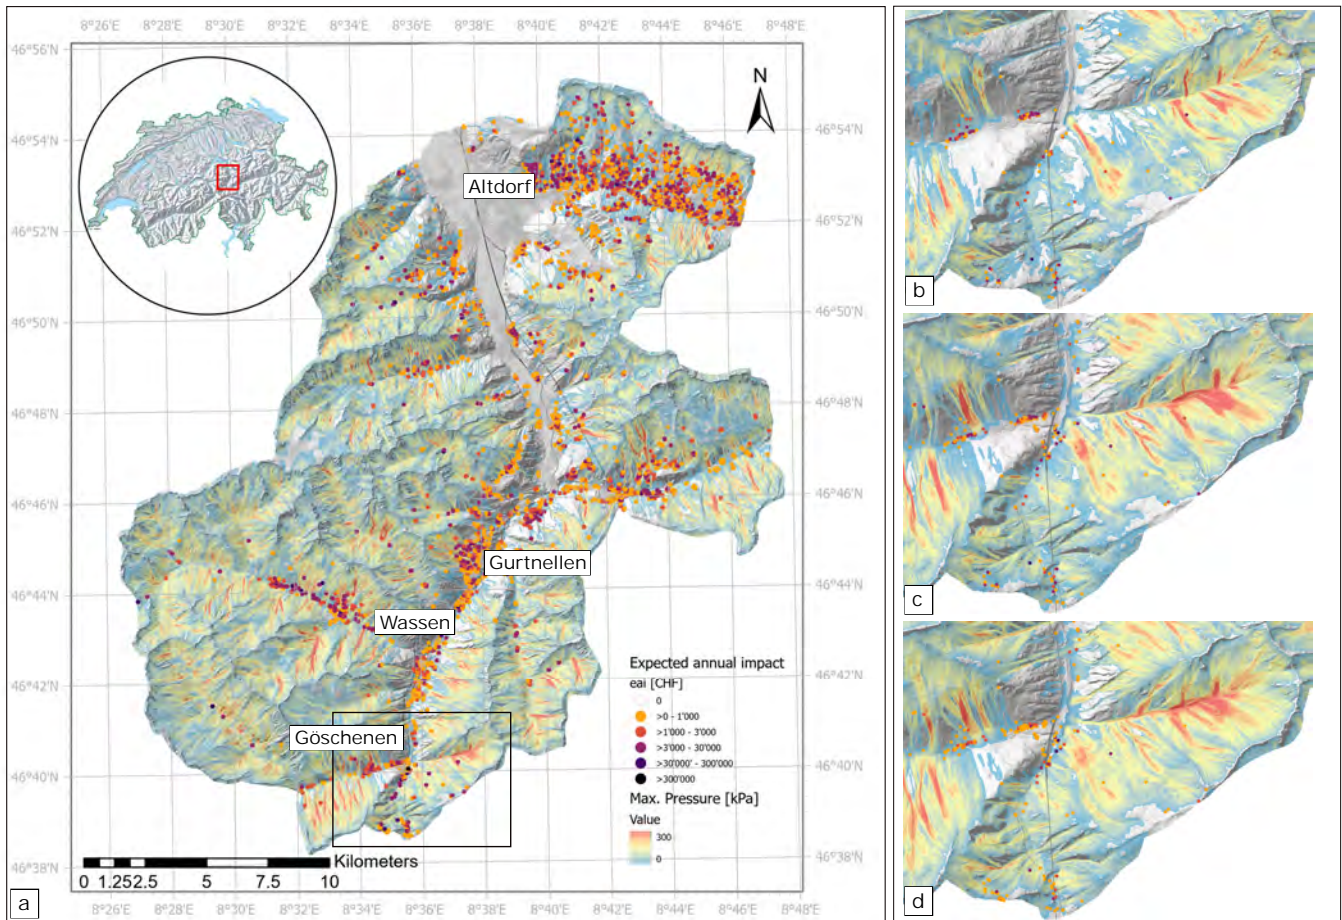 8°26'E 8°28'E 8°30'E 8°32'E 8°34'E 8°36'E 8°38'E 8°40'E 8°42'E 8°44'E 8°46'E 8°48'E
46°56'N
N
46°54'N 46°54'N
Altdorf
46°52'N 46°52'N
46°50'N 46°50'N
b
46°48'N 46°48'N
46°46'N 46°46'N
Gurtnellen
46°44'N 46°44'N
c
Wassen
Expected annual impact
eai [CHF]
46°42'N 46°42'N
0
>0 - 1'000
>1'000 - 3'000
Göschenen
>3'000 - 30'000
>30'000' - 300'000
46°40'N 46°40'N
>300'000
Max. Pressure [kPa]
Value
300
0
46°38'N 46°38'N
Kilometers
0 1.25 2.5 5 7.5 10
a
8°26'E 8°28'E 8°30'E 8°32'E 8°34'E 8°36'E 8°38'E 8°40'E 8°42'E 8°44'E 8°46'E 8°48'E
d